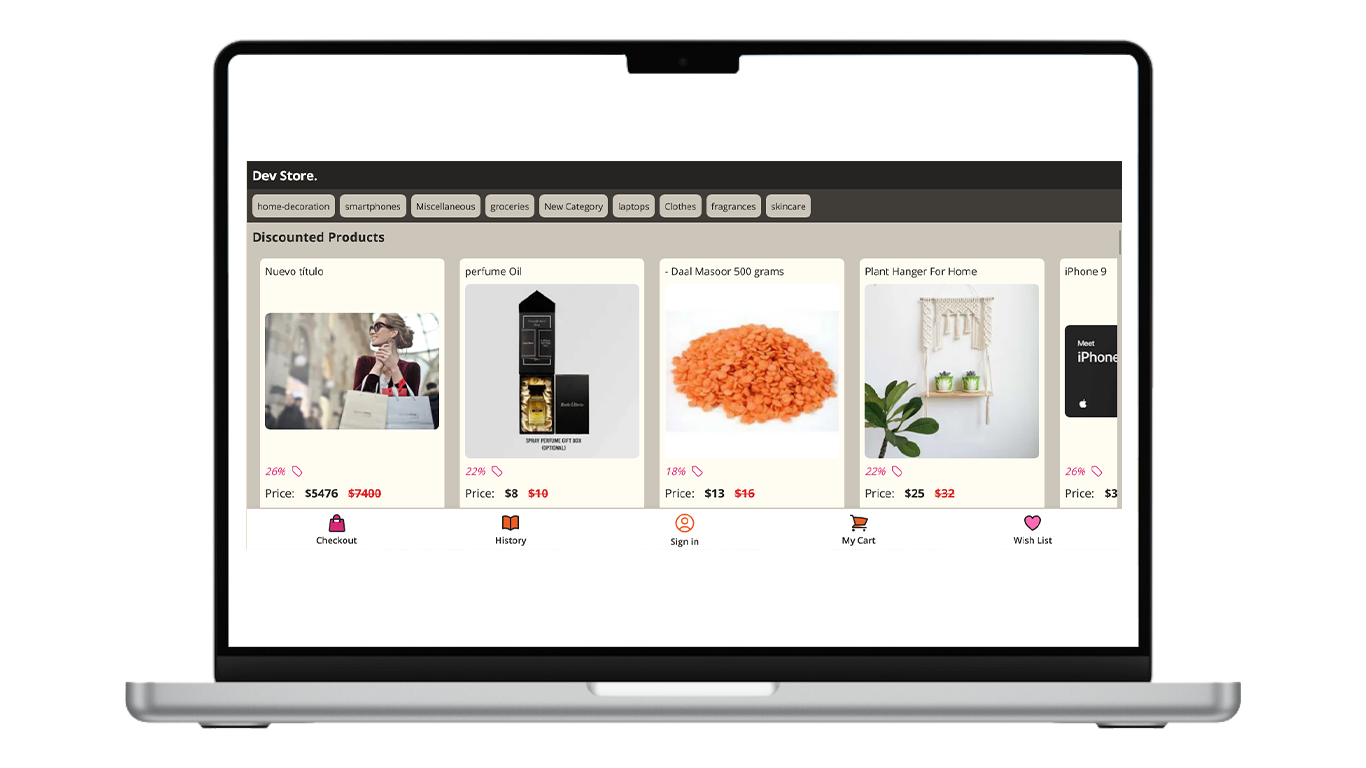 Dev Store.
home-decoration smartphones Miscellaneous groceries New Category laptops Clothes fragrances skincare
Discounted Products
Nuevo título
26%
Price: $5476 $7400
perfume Oil
SPRAY PERFUME GIFT BOX
(OPTIONAL)
22%
Price: $8 $10
- Daal Masoor 500 grams
18%
Price: $13 $16
Plant Hanger For Home
22%
Price: $25 $32
iPhone 9
Meet
iPhone
26%
Price: $3
Checkout History Sign in My Cart Wish List